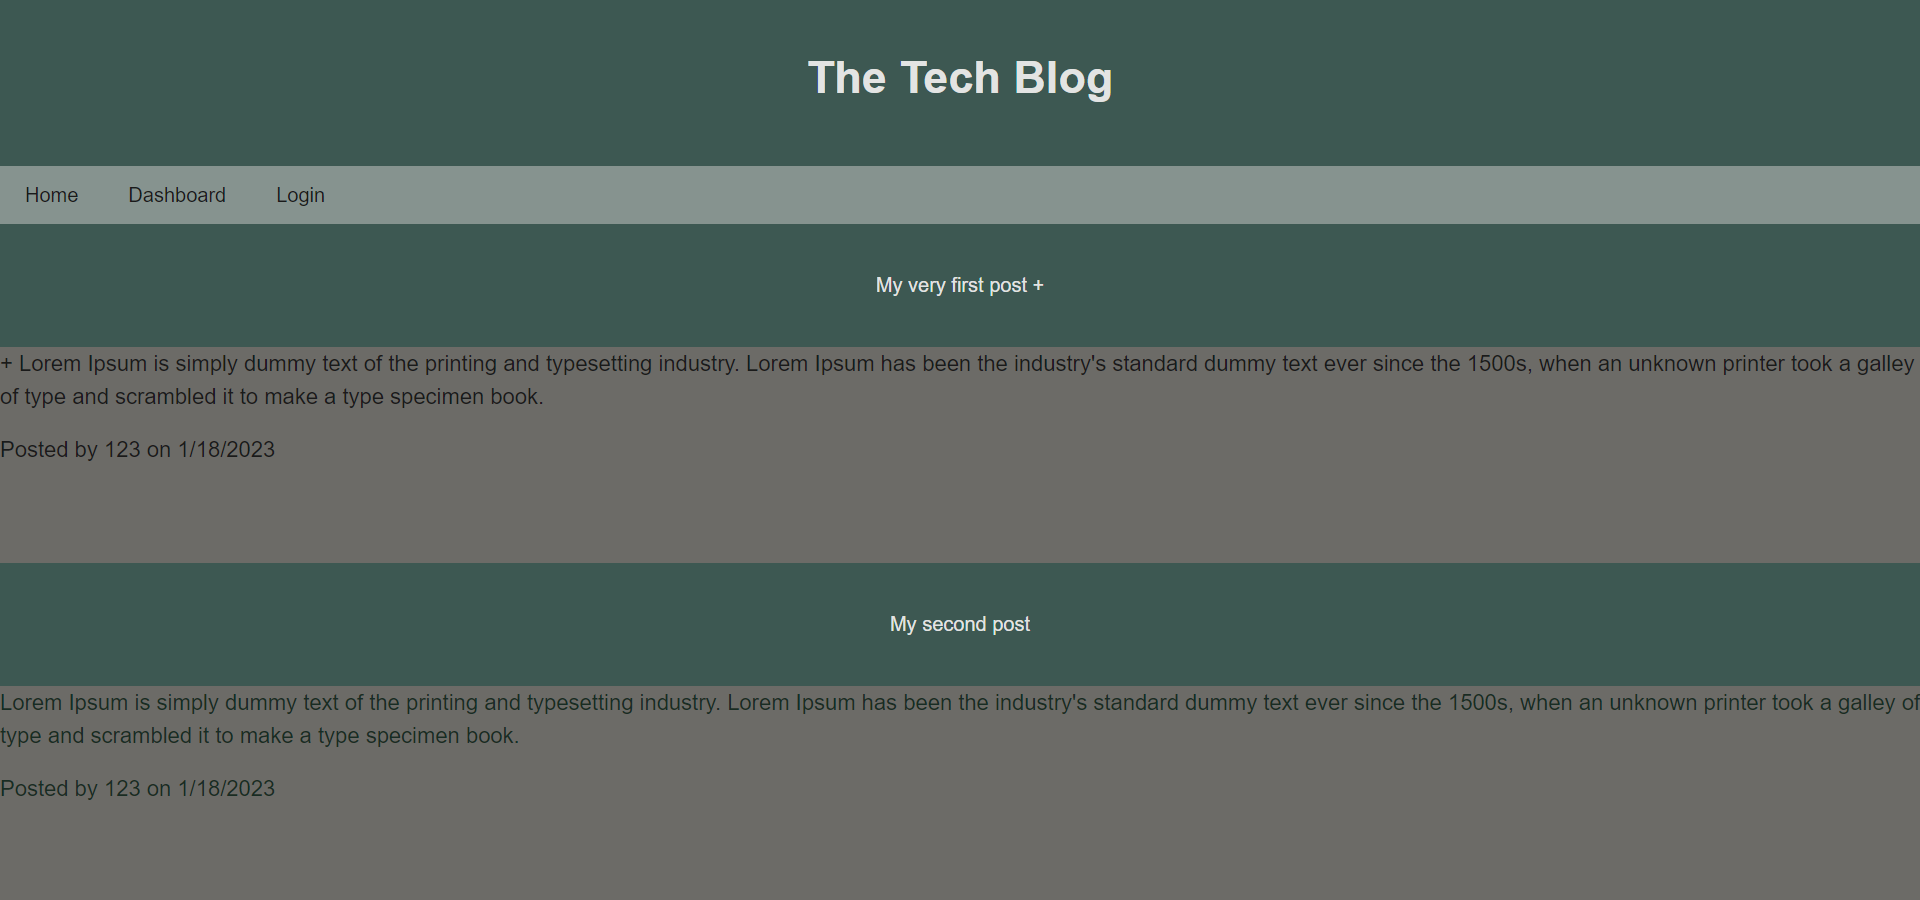 The Tech Blog
Home Dashboard Login
My very first post +
+ Lorem Ipsum is simply dummy text of the printing and typesetting industry. Lorem Ipsum has been the industry's standard dummy text ever since the 1500s, when an unknown printer took a galley
of type and scrambled it to make a type specimen book.
Posted by 123 on 1/18/2023
My second post
Lorem Ipsum is simply dummy text of the printing and typesetting industry. Lorem Ipsum has been the industry's standard dummy text ever since the 1500s, when an unknown printer took a galley of
type and scrambled it to make a type specimen book.
Posted by 123 on 1/18/2023